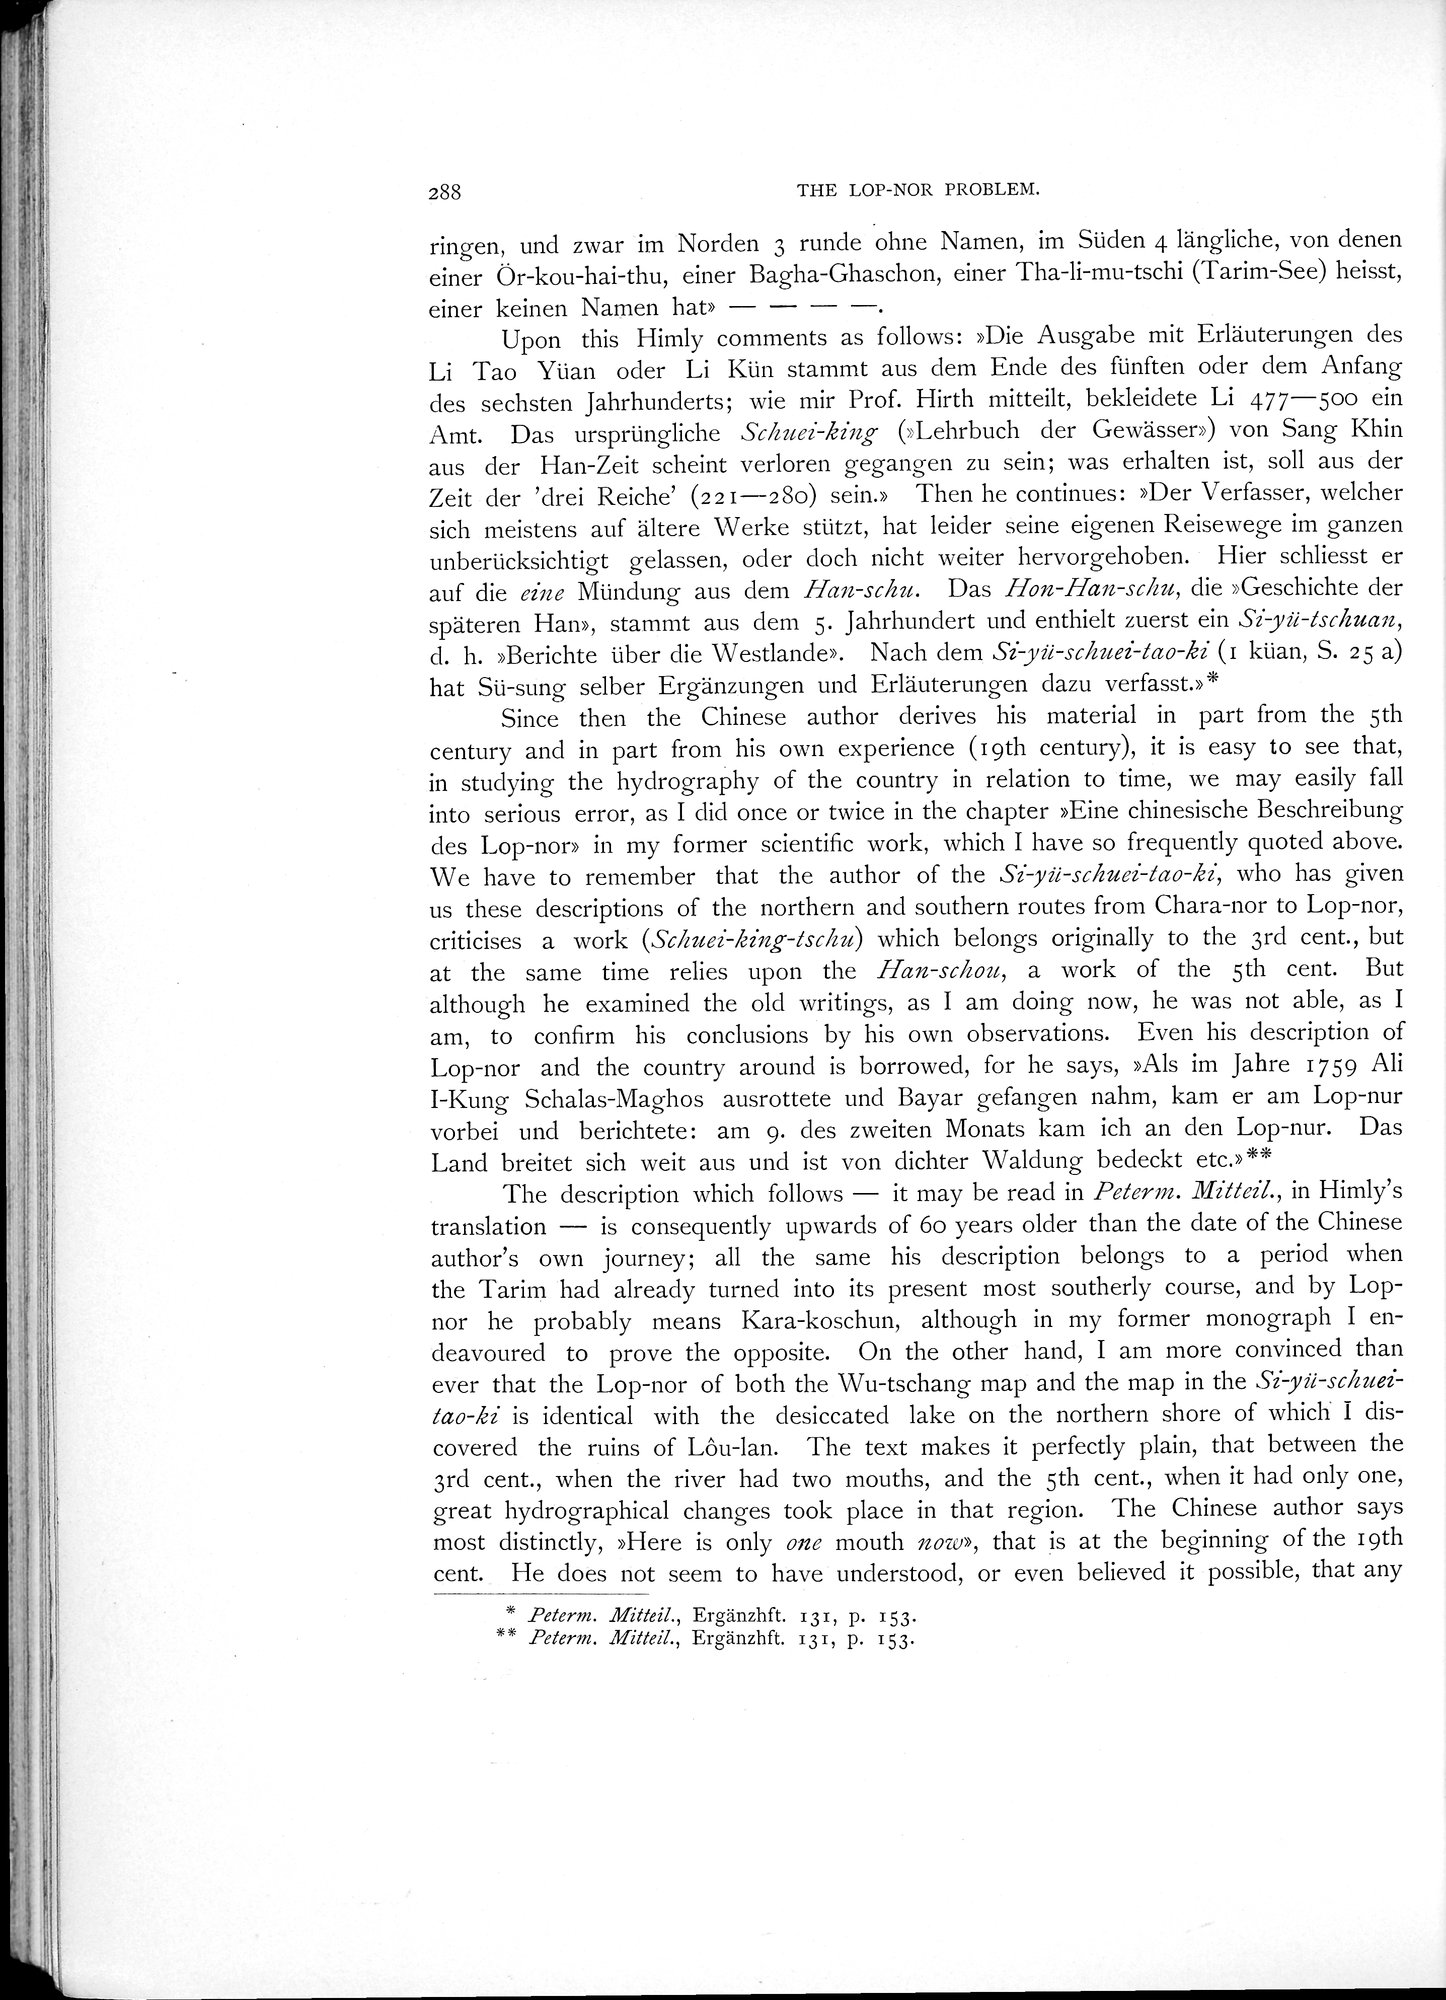 288
THE LOP-NOR PROBLEM.
ringen, und zwar im Norden 3 runde ohne Namen, im Süden 4 längliche, von denen
einer Ör-kou-hai-thu, einer Bagha-Ghaschon, einer Tha-li-mu-tschi (Tarim-See) heisst,
einer keinen Namen hat» — — — —.
Upon this Himly comments as follows: »Die Ausgabe mit Erläuterungen des
Li Tao Yüan oder Li Kün stammt aus dem Ende des fünften oder dem Anfang
des sechsten Jahrhunderts; wie mir Prof. Hirth mitteilt, bekleidete Li 477—500 ein
Amt. Das ursprüngliche Schuei-king (»Lehrbuch der Gewässer») von Sang Khin
aus der Han-Zeit scheint verloren gegangen zu sein; was erhalten ist, soll aus der
Zeit der 'drei Reiche' (221—280) sein.» Then he continues: »Der Verfasser, welcher
sich meistens auf ältere Werke stützt, hat leider seine eigenen Reisewege im ganzen
unberücksichtigt gelassen, oder doch nicht weiter hervorgehoben. Hier schliesst er
auf die eine Mündung aus dem Han-schu. Das Hon-Han-schu, die »Geschichte der
späteren Han», stammt aus dem 5. Jahrhundert und enthielt zuerst ein Si-yü-tschuan,
d. h. »Berichte über die Westlande». Nach dem Si-yü-schuei-tao-ki (1 küan, S. 25 a)
hat Sü-sung selber Ergänzungen und Erläuterungen dazu verfasst.»*
Since then the Chinese author derives his material in part from the 5th
century and in part from his own experience (19th century), it is easy to see that,
in studying the hydrography of the country in relation to time, we may easily fall
into serious error, as I did once or twice in the chapter »Eine chinesische Beschreibung
des Lop-nor» in my former scientific work, which I have so frequently quoted above.
We have to remember that the author of the Si-yü-schuei-tao-ki, who has given
us these descriptions of the northern and southern routes from Chara-nor to Lop-nor,
criticises a work (Schuei-king-tschu) which belongs originally to the 3rd cent., but
at the same time relies upon the Han-schou, a work of the 5th cent. But
although he examined the old writings, as I am doing now, he was not able, as I
am, to confirm his conclusions by his own observations. Even his description of
Lop-nor and the country around is borrowed, for he says, »Als im Jahre 1759 Ali
I-Kung Schalas-Maghos ausrottete und Bayar gefangen nahm, kam er am Lop-nur
vorbei und berichtete: am 9. des zweiten Monats kam ich an den Lop-nur. Das
Land breitet sich weit aus und ist von dichter Waldung bedeckt etc.»**
The description which follows — it may be read in Peterm. Mitteil., in Himly's
translation — is consequently upwards of 60 years older than the date of the Chinese
author's own journey; all the same his description belongs to a period when
the Tarim had already turned into its present most southerly course, and by Lop-
nor he probably means Kara-koschun, although in my former monograph I en-
deavoured to prove the opposite. On the other hand, I am more convinced than
ever that the Lop-nor of both the Wu-tschang map and the map in the Si-yü-schuei-
tao-ki is identical with the desiccated lake on the northern shore of which I dis-
covered the ruins of Lôu-lan. The text makes it perfectly plain, that between the
3rd cent., when the river had two mouths, and the 5th cent., when it had only one,
great hydrographical changes took place in that region. The Chinese author says
most distinctly, »Here is only one mouth now», that is at the beginning of the 19th
cent. He does not seem to have understood, or even believed it possible, that any
* Peterm. Mitteil., Ergänzhft. 131, p. 153.
** Peterm. Mitteil., Ergänzhft. 131, p. 153.